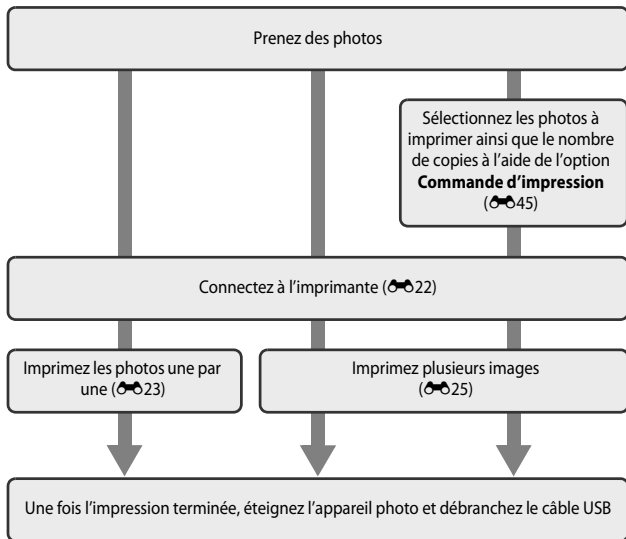 Prenez des photos
Sélectionnez les photos à
imprimer ainsi que le nombre
de copies à l'aide de l'option
Commande d'impression
(45)
Connectez à l'imprimante (22)
Imprimez les photos une par
une (23)
Imprimez plusieurs images
(25)
Une fois l'impression terminée, éteignez l'appareil photo et débranchez le câble USB